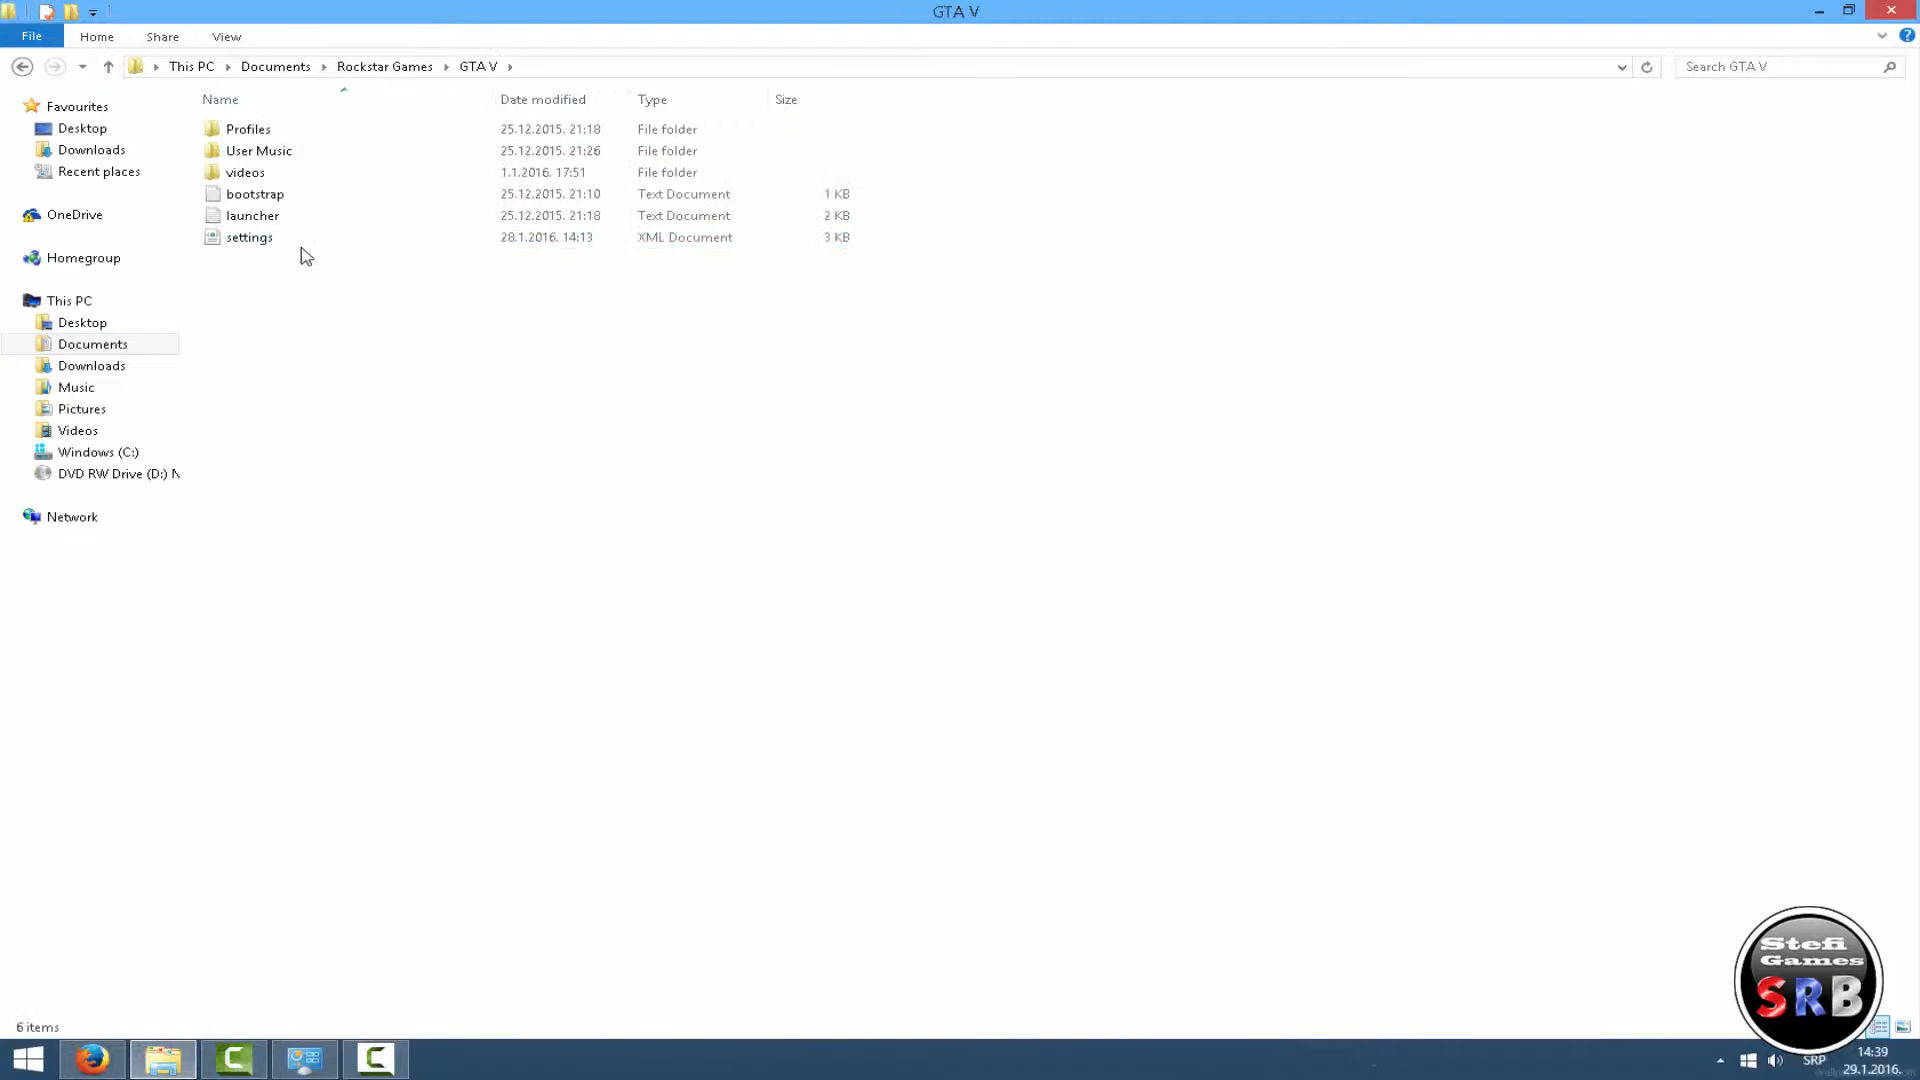 GTA V
File Home Share View
This PC Documents Rockstar Games GTA V Search GTA V
Name Date modified Type Size
Favourites
Desktop
Downloads
Recent places
OneDrive
Homegroup
This PC
Desktop
Documents
Downloads
Music
Pictures
Videos
Windows (C:)
DVD RW Drive (D:) N
Network
Profiles 25.12.2015. 21:18 File folder
User Music 25.12.2015. 21:26 File folder
videos 1.1.2016. 17:51 File folder
bootstrap 25.12.2015. 21:10 Text Document 1 KB
launcher 25.12.2015. 21:18 Text Document 2 KB
settings 28.1.2016. 14:13 XML Document 3 KB
Stefi
Games
SRB
6 items
SRP 14:39
29.1.2016.